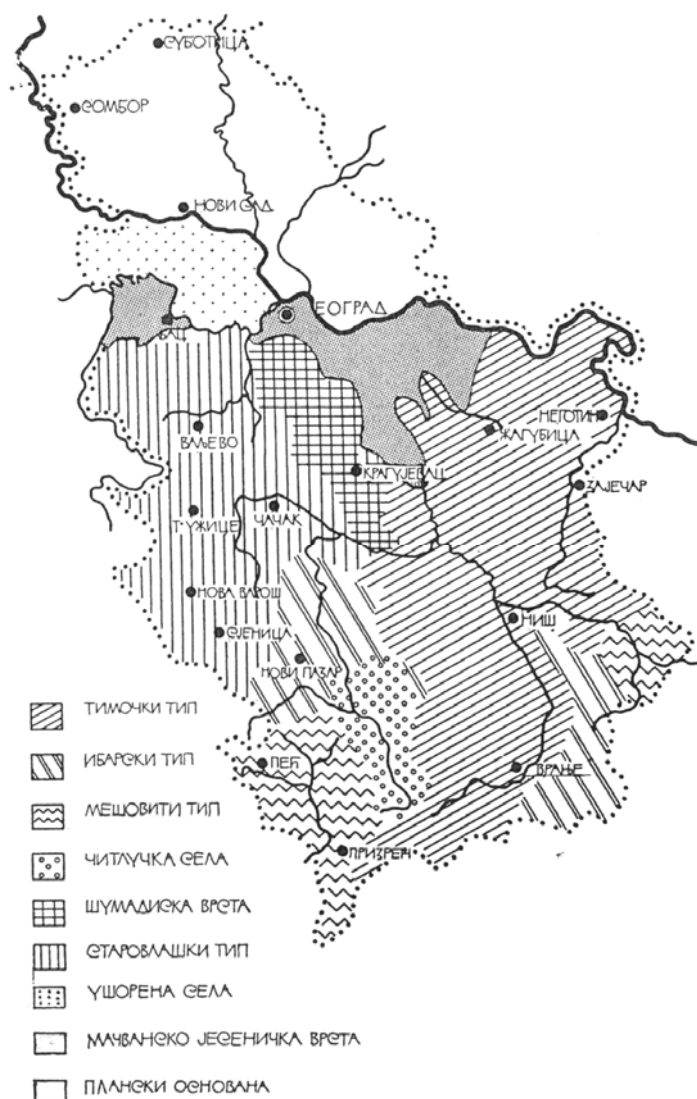 СУБОТИЦА
СОМБОР
НОВИ САД
ЕОГРАД
ВАЉЕВО
КРАГУЈЕВАЦ
ЖАГУБИЦА
НЕГОТИН
ЗАЈЕЧАР
Т. УЖИЦЕ
ЧАЧАК
НОВА ВАРОШ
СЈЕНИЦА
НОВИ ПАЗАР
НИШ
ПЕЋ
ВРАЊЕ
ПРИЗРЕН
ТИМОЧКИ ТИП
ИБАРСКИ ТИП
МЕШОВИТИ ТИП
ЧИТЛУЧКА СЕЛА
ШУМАДИСКА ВРСТА
СТАРОВЛАШКИ ТИП
УШОРЕНА СЕЛА
МАЧВАНСКО ЈЕСЕНИЧКА ВРСТА
ПЛАНСКИ ОСНОВАНА